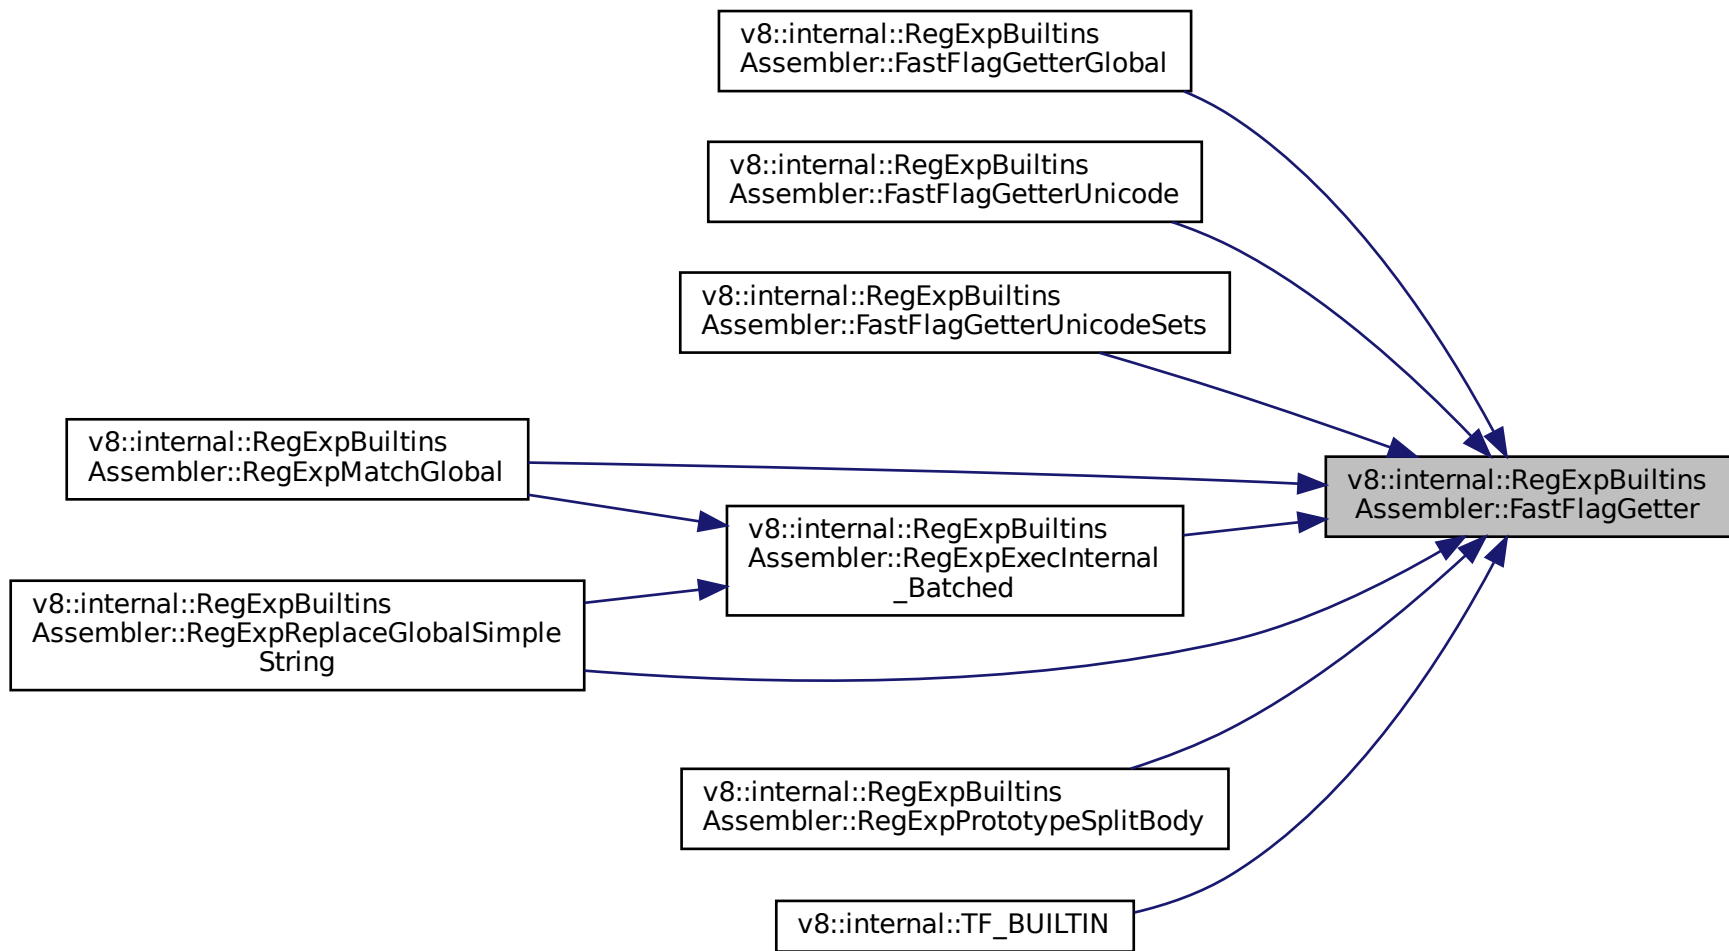 v8::internal::RegExpBuiltins
Assembler::FastFlagGetterGlobal
v8::internal::RegExpBuiltins
Assembler::FastFlagGetterUnicode
v8::internal::RegExpBuiltins
Assembler::FastFlagGetterUnicodeSets
v8::internal::RegExpBuiltins
Assembler::RegExpMatchGlobal
v8::internal::RegExpBuiltins
Assembler::FastFlagGetter
v8::internal::RegExpBuiltins
Assembler::RegExpExecInternal
_Batched
v8::internal::RegExpBuiltins
Assembler::RegExpReplaceGlobalSimple
String
v8::internal::RegExpBuiltins
Assembler::RegExpPrototypeSplitBody
v8::internal::TF_BUILTIN